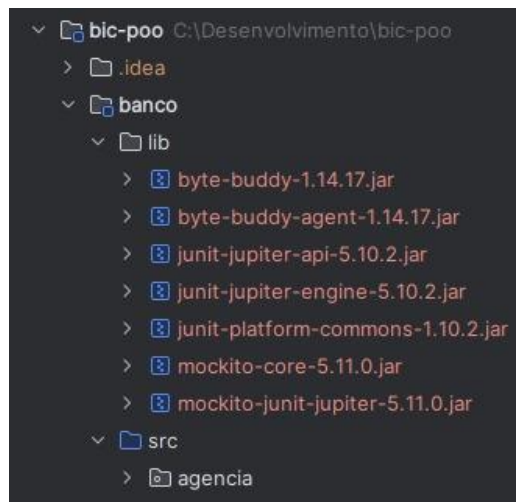 bic-poo C:\Desenvolvimento\bic-poo
.idea
banco
lib
byte-buddy-1.14.17.jar
byte-buddy-agent-1.14.17.jar
junit-jupiter-api-5.10.2.jar
junit-jupiter-engine-5.10.2.jar
junit-platform-commons-1.10.2.jar
mockito-core-5.11.0.jar
mockito-junit-jupiter-5.11.0.jar
src
agencia